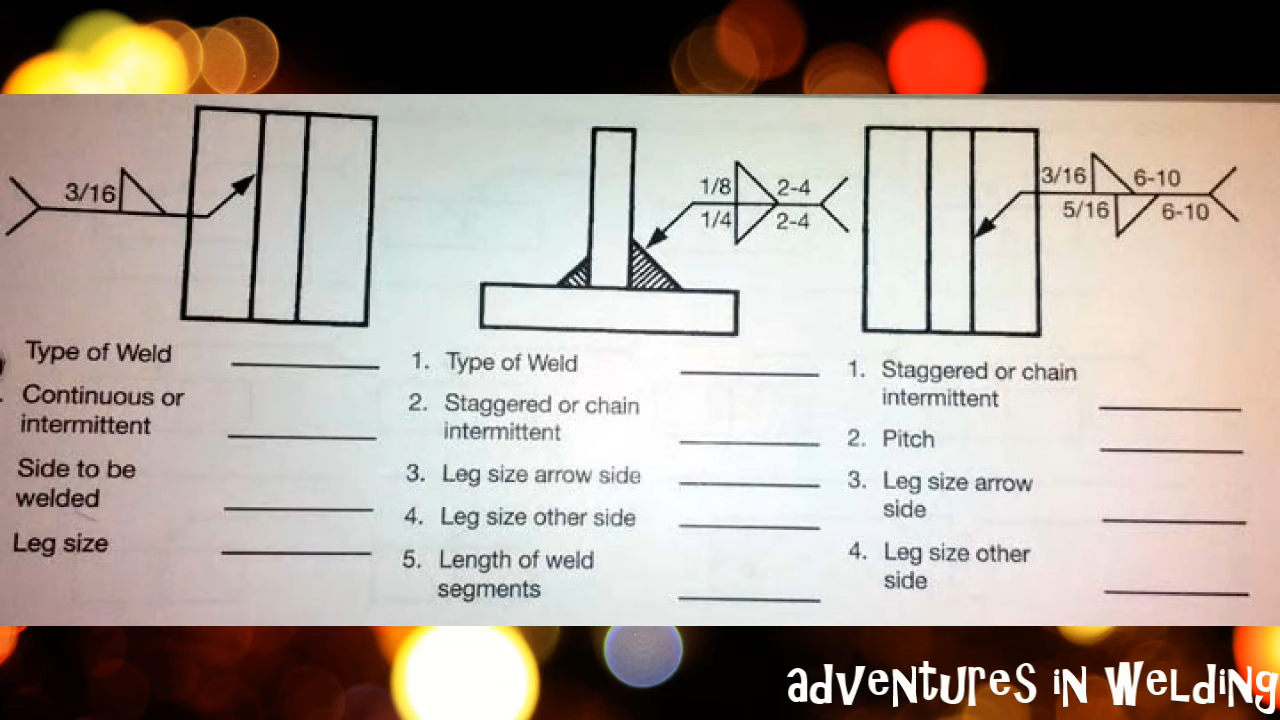 3/16
1/8 2-4
1/4 2-4
3/16 6-10
5/16 6-10
Type of Weld
Continuous or
intermittent
Side to be
welded
Leg size
1. Type of Weld
2. Staggered or chain
intermittent
3. Leg size arrow side
4. Leg size other side
5. Length of weld
segments
1. Staggered or chain
intermittent
2. Pitch
3. Leg size arrow
side
4. Leg size other
side
adventures in Welding